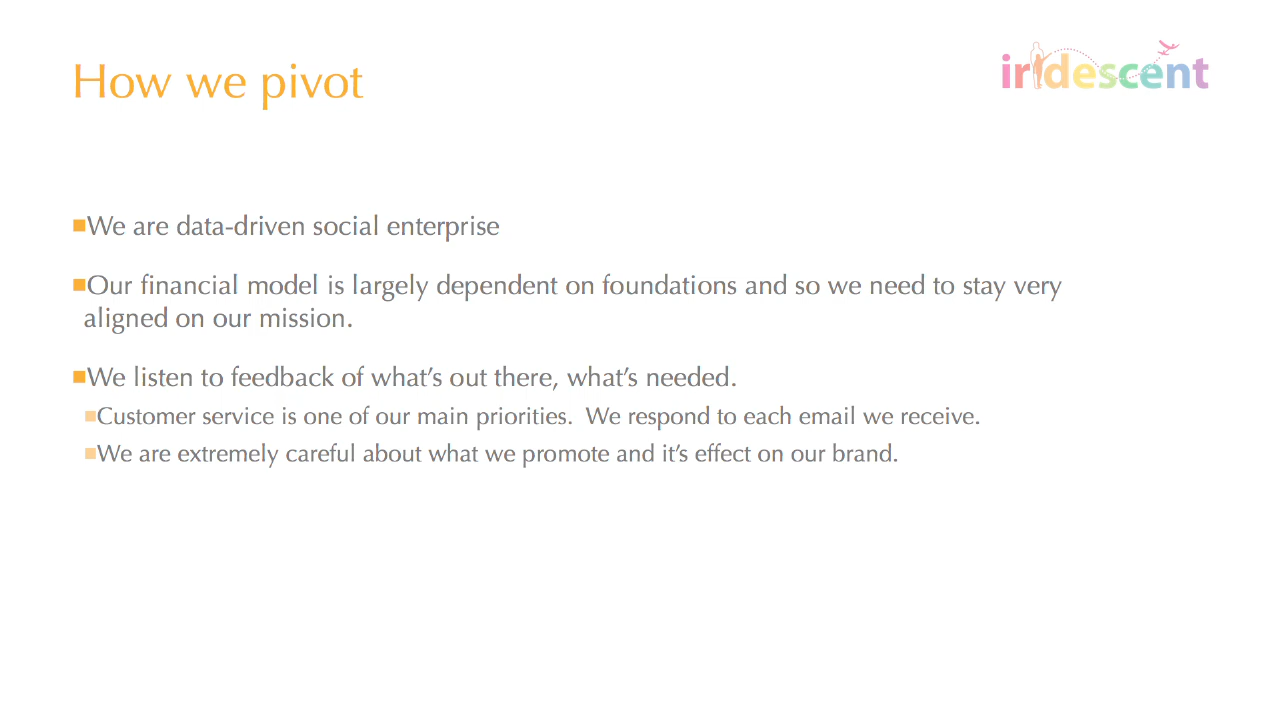 How we pivot
iridescent
■We are data-driven social enterprise
■Our financial model is largely dependent on foundations and so we need to stay very
aligned on our mission.
■We listen to feedback of what’s out there, what’s needed.
■Customer service is one of our main priorities.  We respond to each email we receive.
■We are extremely careful about what we promote and it’s effect on our brand.